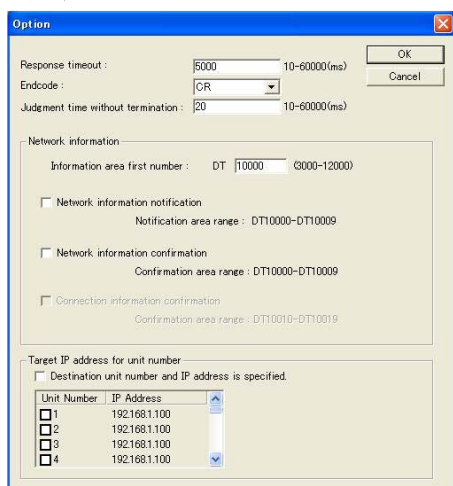 Option
OK
Cancel
Response timeout : 5000 10-60000(ms)
Endcode : CR
Judgment time without termination : 20 10-60000(ms)
Network information
Information area first number : DT 10000 (3000-12000)
Network information notification
Notification area range : DT10000-DT10009
Network information confirmation
Confirmation area range : DT10000-DT10009
Connection information confirmation
Confirmation area range : DT10010-DT10019
Target IP address for unit number
Destination unit number and IP address is specified.
Unit Number IP Address
1 192.168.1.100
2 192.168.1.100
3 192.168.1.100
4 192.168.1.100